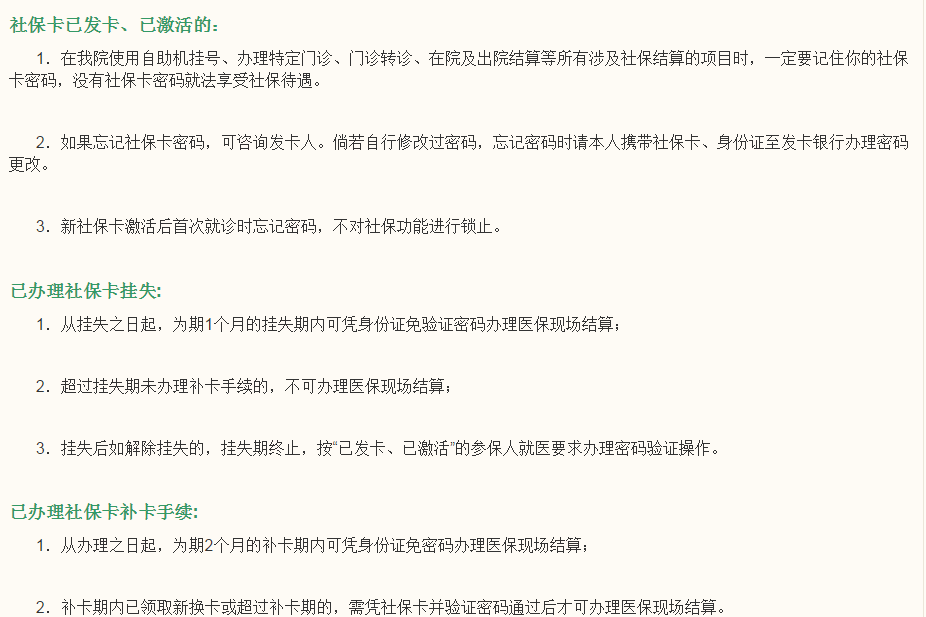 社保卡已发卡、已激活的：
1．在我院使用自助机挂号、办理特定门诊、门诊转诊、在院及出院结算等所有涉及社保结算的项目时，一定要记住你的社保
卡密码，没有社保卡密码就法享受社保待遇。
2．如果忘记社保卡密码，可咨询发卡人。倘若自行修改过密码，忘记密码时请本人携带社保卡、身份证至发卡银行办理密码
更改。
3．新社保卡激活后首次就诊时忘记密码，不对社保功能进行锁止。
已办理社保卡挂失:
1．从挂失之日起，为期1个月的挂失期内可凭身份证免验证密码办理医保现场结算；
2．超过挂失期未办理补卡手续的，不可办理医保现场结算；
3．挂失后如解除挂失的，挂失期终止，按“已发卡、已激活”的参保人就医要求办理密码验证操作。
已办理社保卡补卡手续:
1．从办理之日起，为期2个月的补卡期内可凭身份证免密码办理医保现场结算；
2．补卡期内已领取新换卡或超过补卡期的，需凭社保卡并验证密码通过后才可办理医保现场结算。